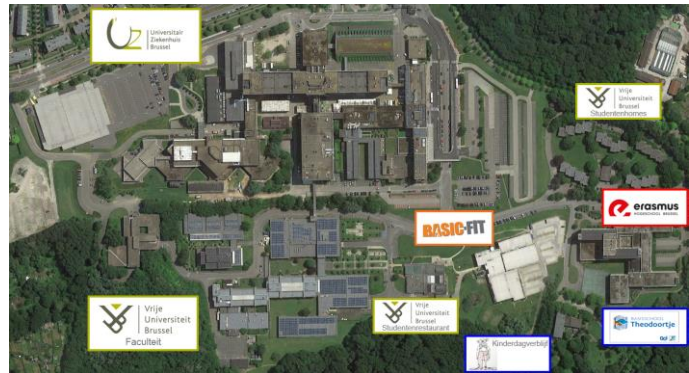 Universitair
Ziekenhuis
Brussel
Vrije
Universiteit
Brussel
Studentenhomes
erasmus
HOGESCHOOL BRUSSEL
BASIC-FIT
Vrije
Universiteit
Brussel
Faculteit
Vrije
Universiteit
Brussel
Studentenrestaurant
Kinderdagverblijf
BASISSCHOOL
Theodoortje